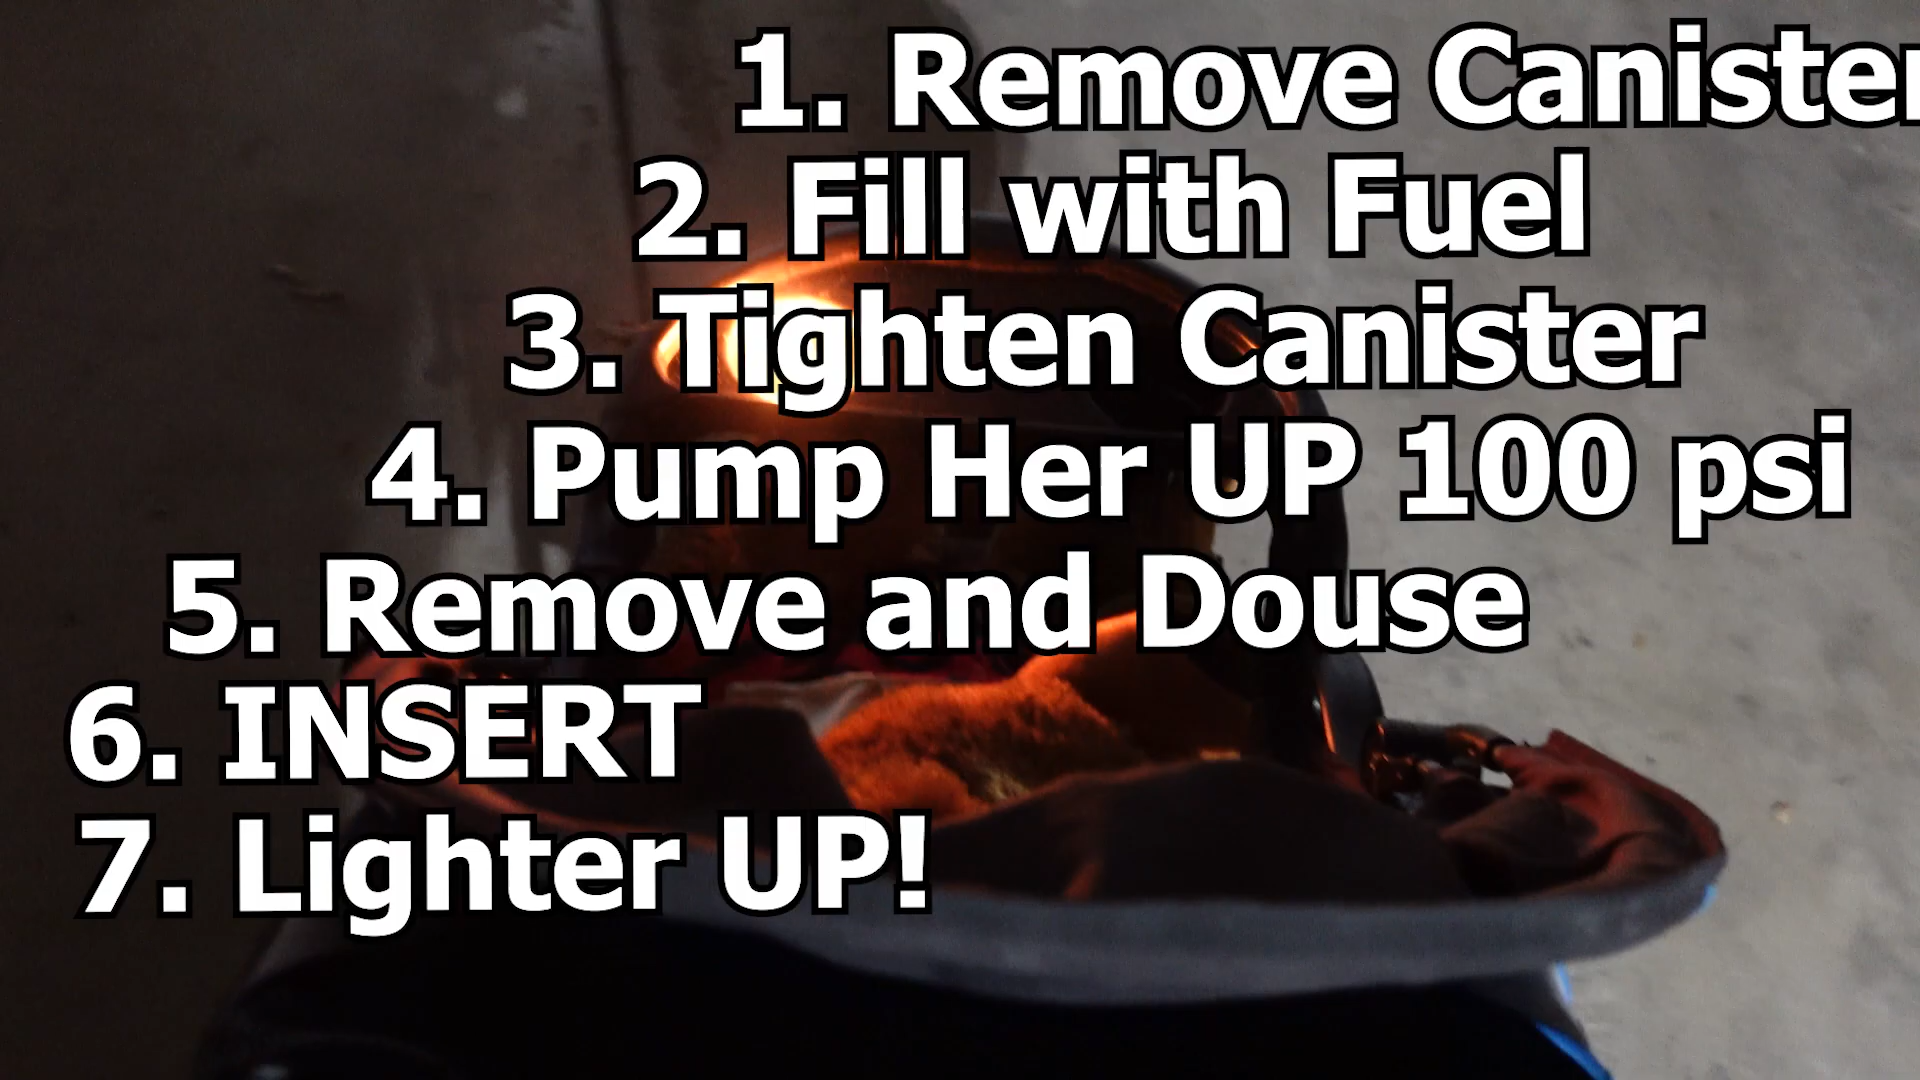 1. Remove Canister
2. Fill with Fuel
3. Tighten Canister
4. Pump Her UP 100 psi
5. Remove and Douse
6. INSERT
7. Lighter UP!